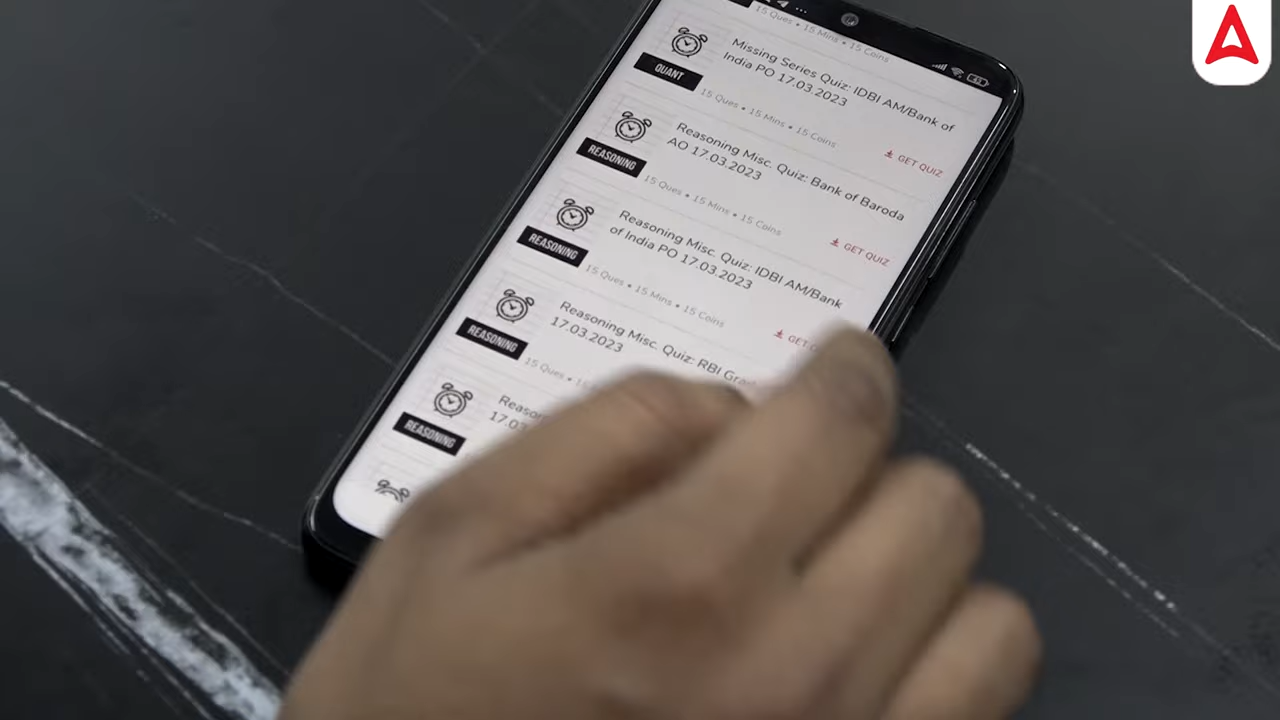 15 Ques • 15 Mins • 15 Coins
Missing Series Quiz: IDBI AM/Bank of
India PO 17.03.2023
QUANT
15 Ques • 15 Mins • 15 Coins
GET QUIZ
Reasoning Misc. Quiz: Bank of Baroda
AO 17.03.2023
REASONING
15 Ques • 15 Mins • 15 Coins
GET QUIZ
Reasoning Misc. Quiz: IDBI AM/Bank
of India PO 17.03.2023
REASONING
15 Ques • 15 Mins • 15 Coins
GET
Reasoning Misc. Quiz: RBI
17.03.2023
REASONING
15 Ques •
REASONING